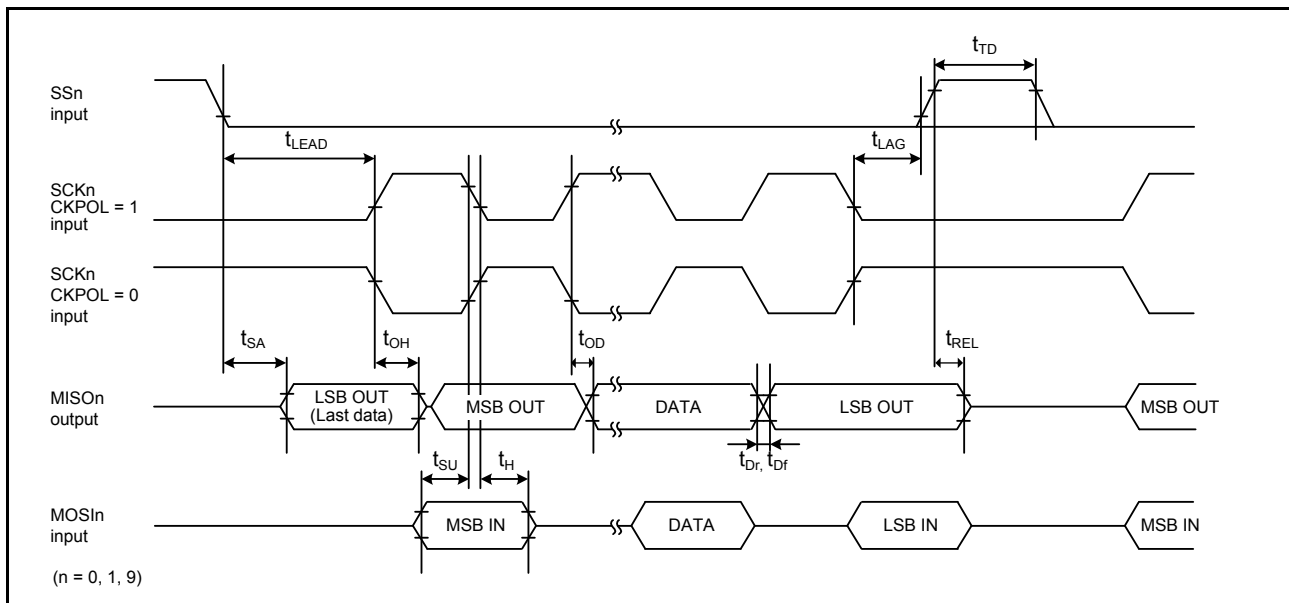 tTD
SSn
input
tLEAD
tLAG
SCKn
CKPOL = 1
input
SCKn
CKPOL = 0
input
tSA
tOH
tOD
tREL
MISOn
output
LSB OUT
(Last data)
MSB OUT
DATA
LSB OUT
MSB OUT
tSU
tH
tDr, tDf
MOSIn
input
MSB IN
DATA
LSB IN
MSB IN
(n = 0, 1, 9)